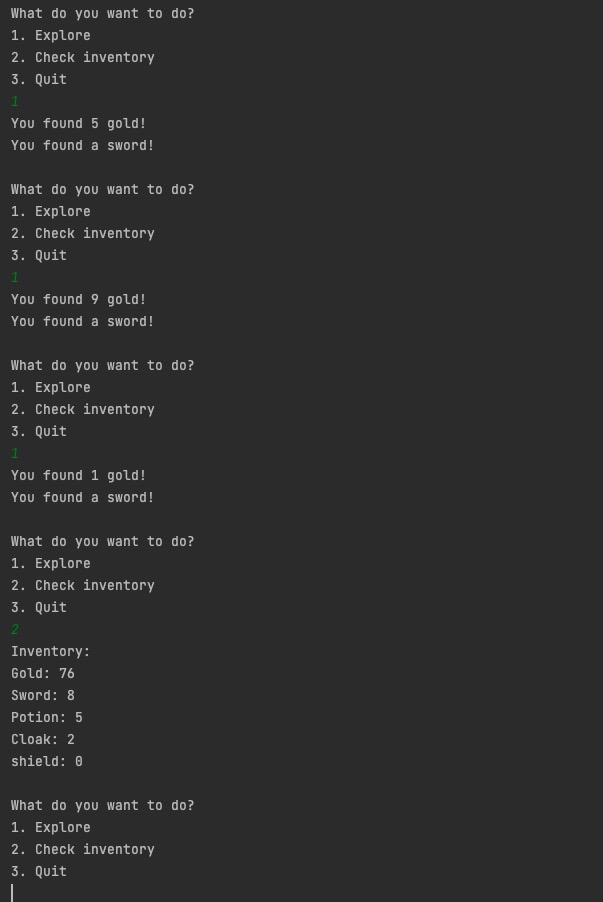 What do you want to do?
1. Explore
2. Check inventory
3. Quit
1
You found 5 gold!
You found a sword!
What do you want to do?
1. Explore
2. Check inventory
3. Quit
1
You found 9 gold!
You found a sword!
What do you want to do?
1. Explore
2. Check inventory
3. Quit
1
You found 1 gold!
You found a sword!
What do you want to do?
1. Explore
2. Check inventory
3. Quit
2
Inventory:
Gold: 76
Sword: 8
Potion: 5
Cloak: 2
shield: 0
What do you want to do?
1. Explore
2. Check inventory
3. Quit